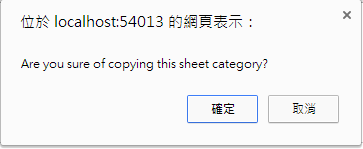 位於 localhost:54013 的網頁表示：
Are you sure of copying this sheet category?
確定
取消